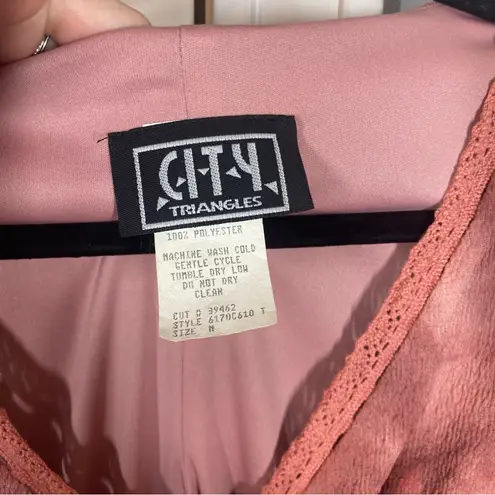 CITY
TRIANGLES
100% POLYESTER
MACHINE WASH COLD
GENTLE CYCLE
TUMBLE DRY LOW
DO NOT DRY
CLEAN
CUT O 39462
STYLE 6170C610 T
SIZE M